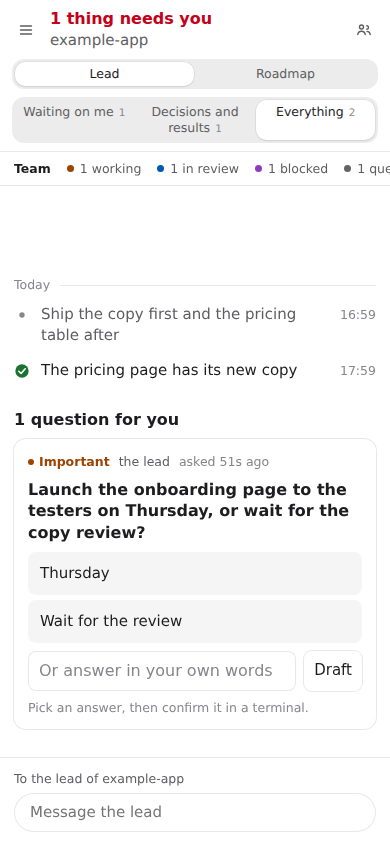 1 thing needs you
example-app
Lead
Roadmap
Waiting on me 1
Decisions and
results 1
Everything 2
Team
1 working
1 in review
1 blocked
1 que
Today
Ship the copy first and the pricing
table after
16:59
The pricing page has its new copy
17:59
1 question for you
Important the lead asked 51s ago
Launch the onboarding page to the
testers on Thursday, or wait for the
copy review?
Thursday
Wait for the review
Or answer in your own words
Draft
Pick an answer, then confirm it in a terminal.
To the lead of example-app
Message the lead